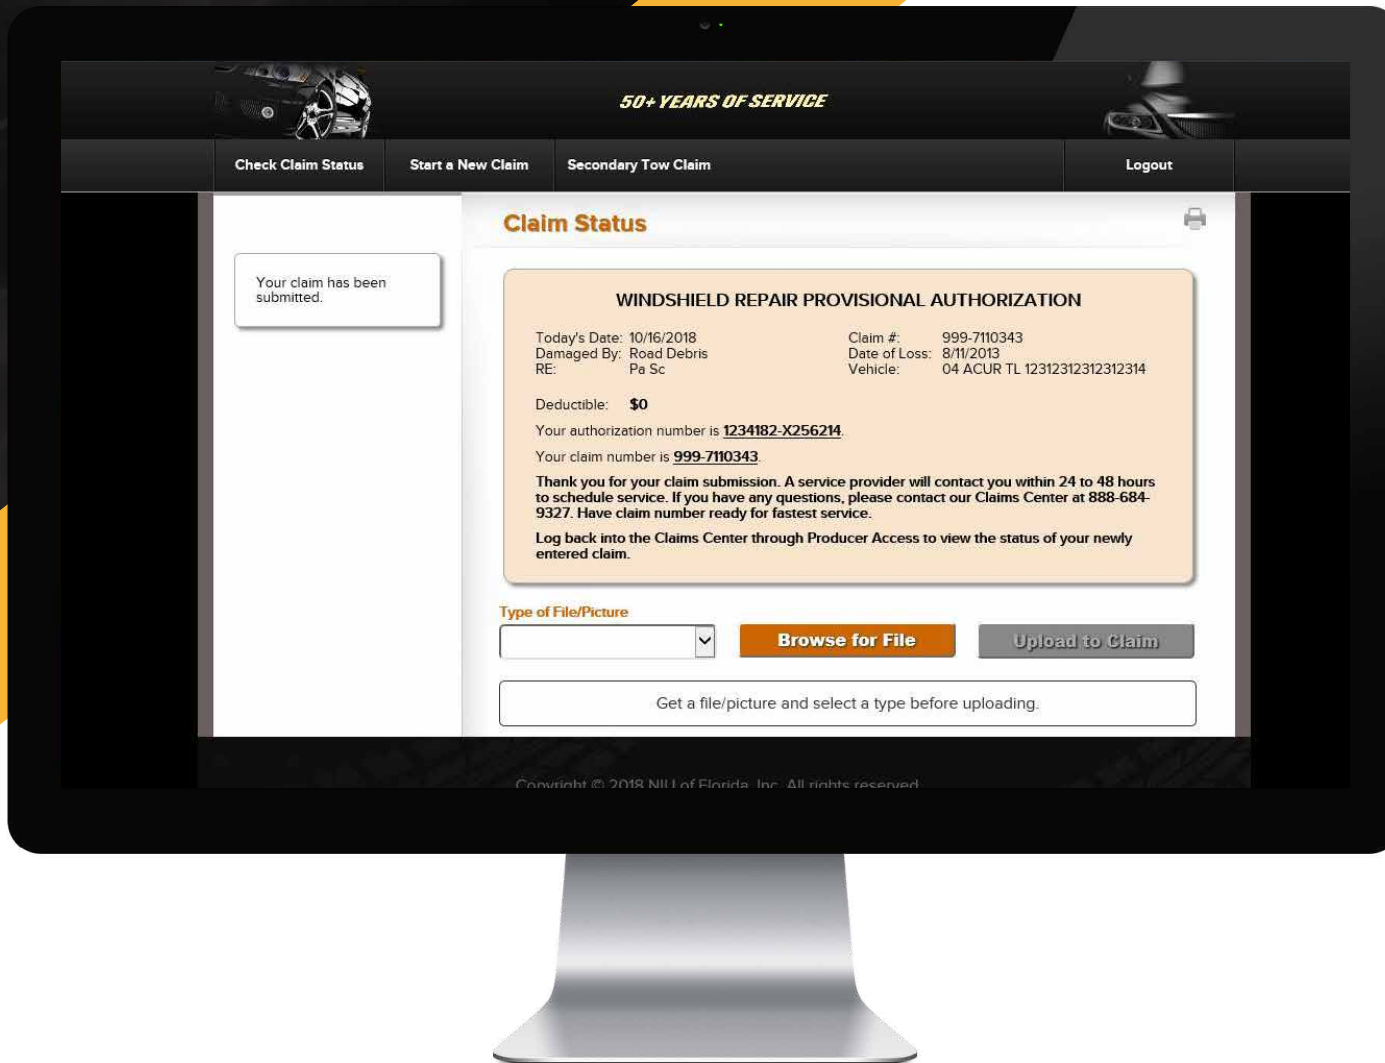 50+ YEARS OF SERVICE
Check Claim Status
Start a New Claim
Secondary Tow Claim
Logout
Claim Status
Your claim has been
submitted.
WINDSHIELD REPAIR PROVISIONAL AUTHORIZATION
Today's Date: 10/16/2018
Damaged By: Road Debris
RE: Pa Sc
Claim #: 999-7110343
Date of Loss: 8/11/2013
Vehicle: 04 ACUR TL 12312312312312314
Deductible: $0
Your authorization number is 1234182-X256214.
Your claim number is 999-7110343.
Thank you for your claim submission. A service provider will contact you within 24 to 48 hours
to schedule service. If you have any questions, please contact our Claims Center at 888-684-
9327. Have claim number ready for fastest service.
Log back into the Claims Center through Producer Access to view the status of your newly
entered claim.
Type of File/Picture
Browse for File
Upload to Claim
Get a file/picture and select a type before uploading.
Copyright © 2018 NIU of Florida, Inc. All rights reserved